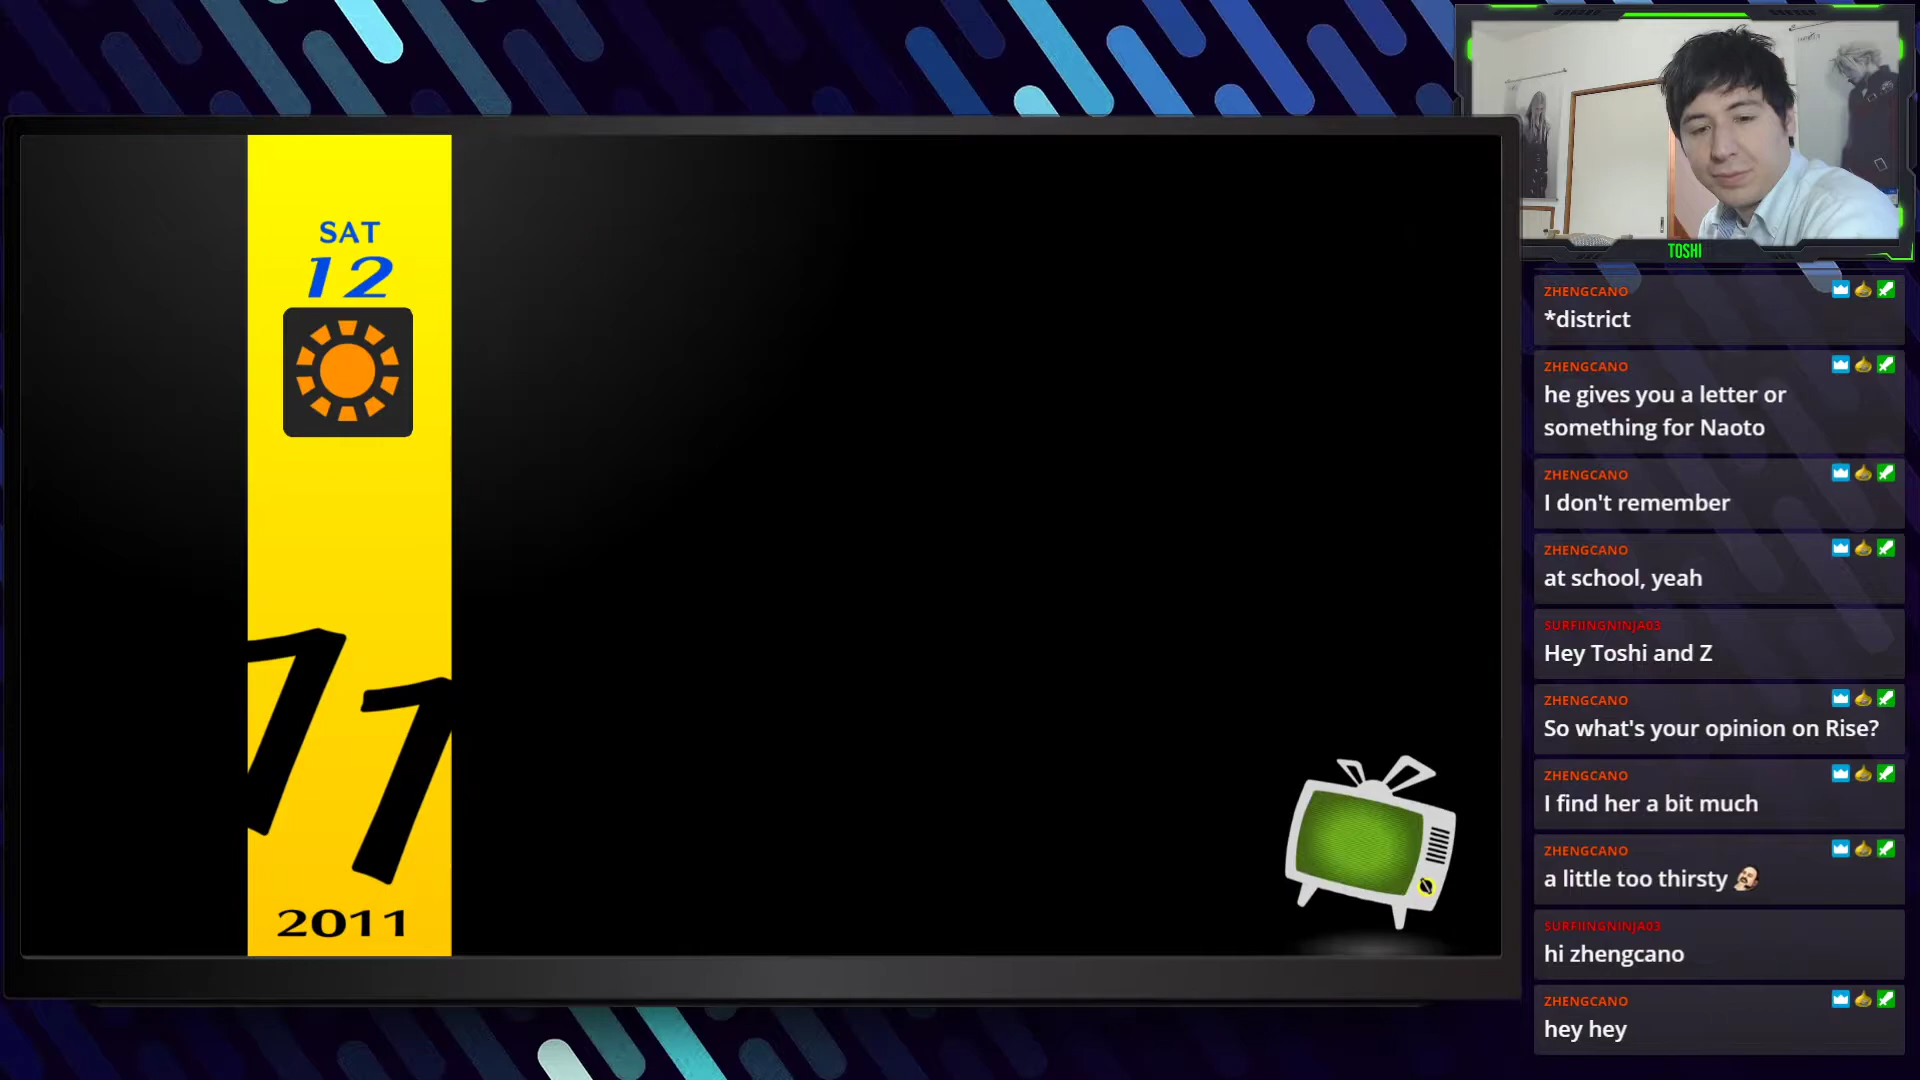 SAT
12
11
2011
TOSHI
ZHENGCANO
*district
ZHENGCANO
he gives you a letter or
something for Naoto
ZHENGCANO
I don't remember
ZHENGCANO
at school, yeah
SURFIINGNINJA03
Hey Toshi and Z
ZHENGCANO
So what's your opinion on Rise?
ZHENGCANO
I find her a bit much
ZHENGCANO
a little too thirsty
SURFIINGNINJA03
hi zhengcano
ZHENGCANO
hey hey